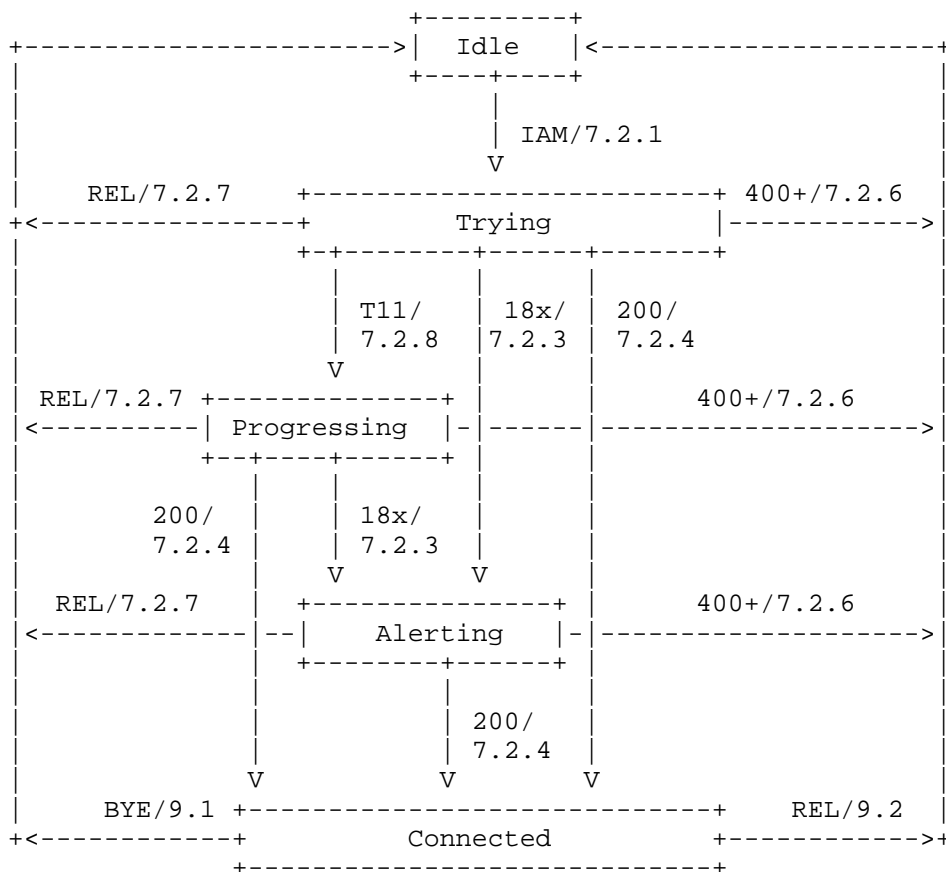 Idle
IAM/7.2.1
REL/7.2.7 400+/7.2.6
Trying
T11/ 18x/ 200/
7.2.8 7.2.3 7.2.4
V
REL/7.2.7 400+/7.2.6
Progressing
200/ 18x/
7.2.4 7.2.3
V V
REL/7.2.7 400+/7.2.6
Alerting
200/
7.2.4
V V V
BYE/9.1 REL/9.2
Connected